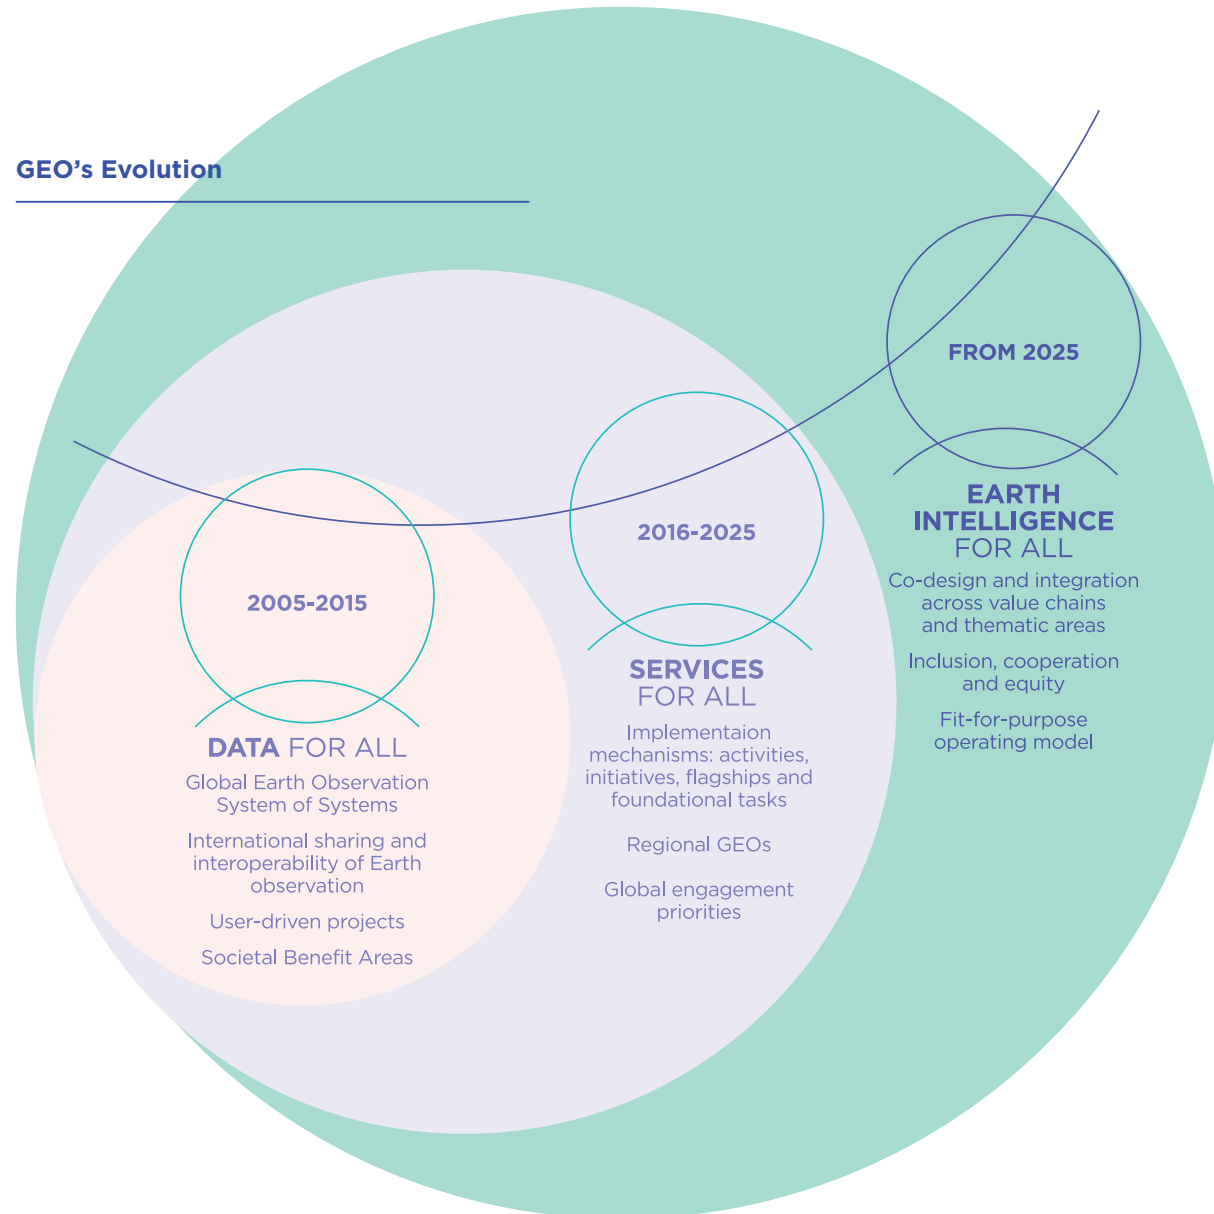 GEO's Evolution
2005-2015
DATA FOR ALL
Global Earth Observation
System of Systems
International sharing and
interoperability of Earth
observation
User-driven projects
Societal Benefit Areas
2016-2025
SERVICES
FOR ALL
Implementaion
mechanisms: activities,
initiatives, flagships and
foundational tasks
Regional GEOs
Global engagement
priorities
FROM 2025
EARTH
INTELLIGENCE
FOR ALL
Co-design and integration
across value chains
and thematic areas
Inclusion, cooperation
and equity
Fit-for-purpose
operating model